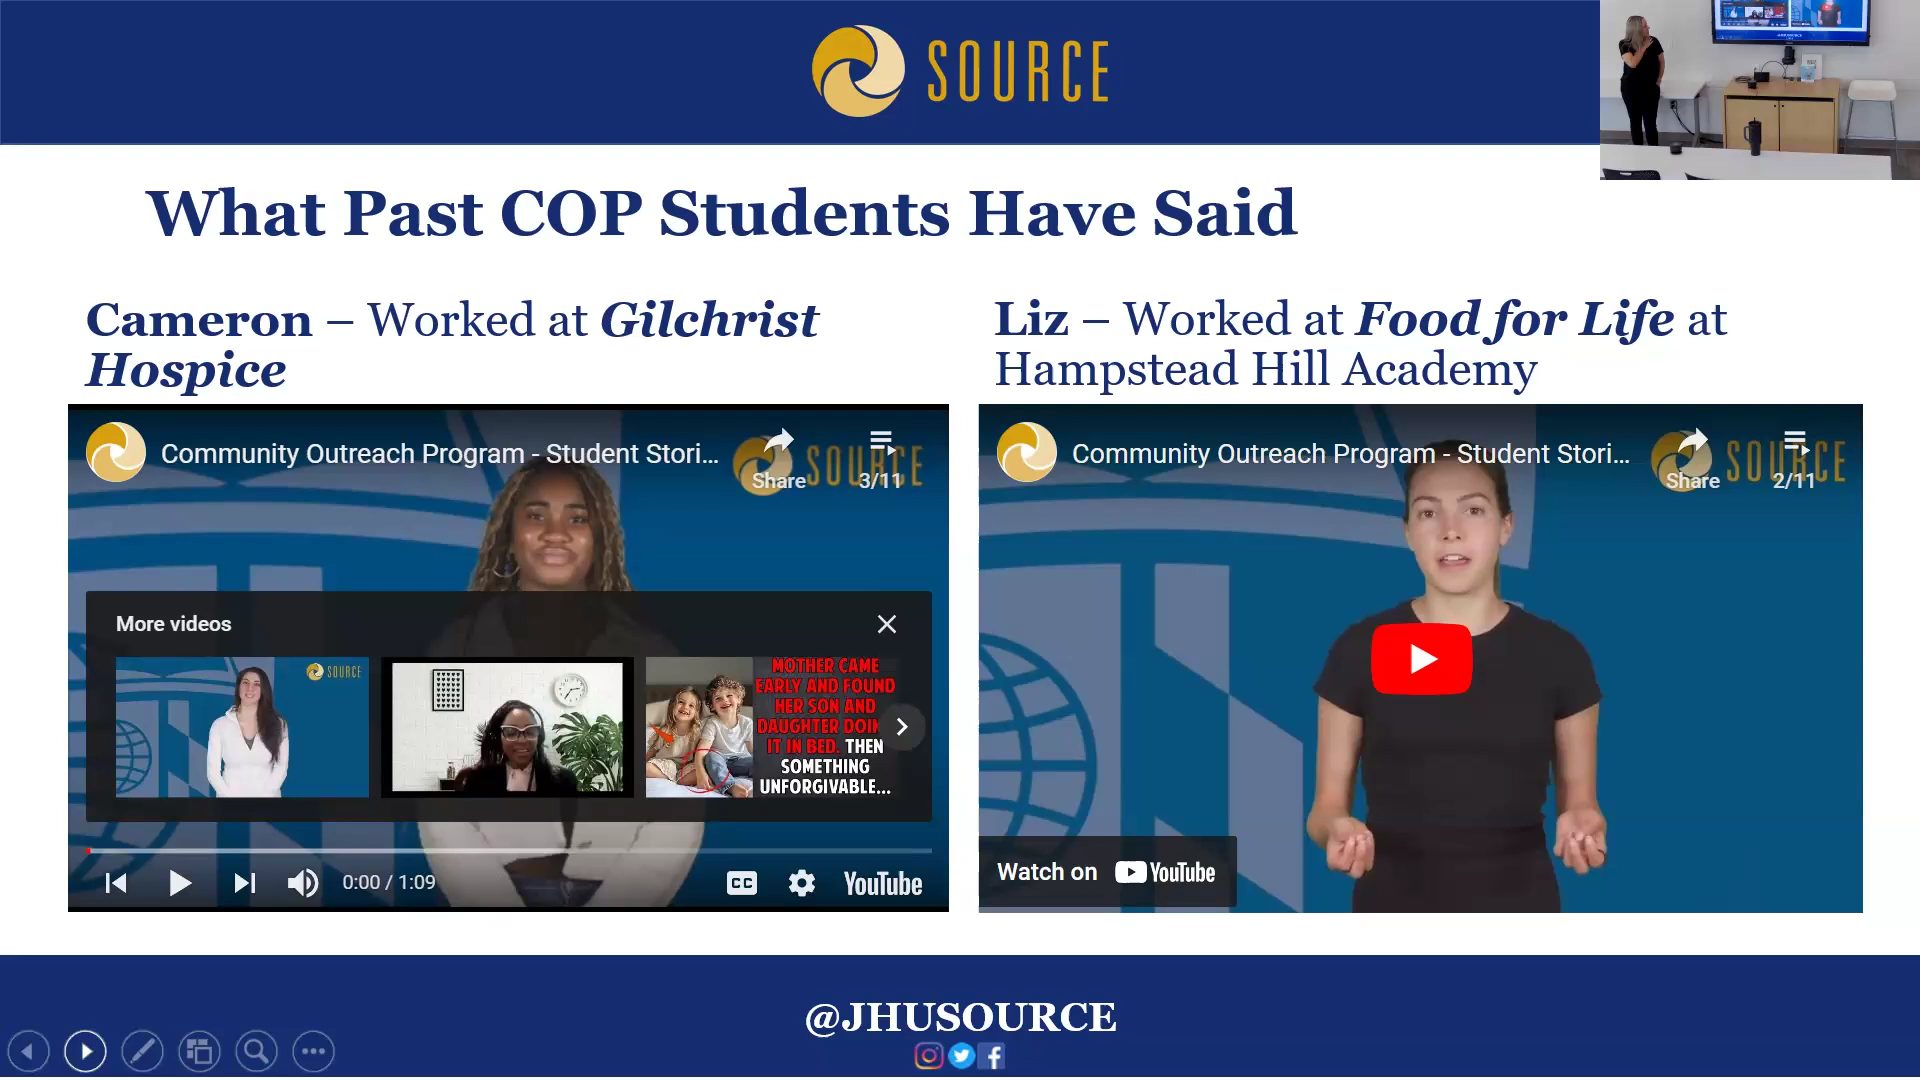 SOURCE
What Past COP Students Have Said
Cameron – Worked at Gilchrist
Hospice
Liz – Worked at Food for Life at
Hampstead Hill Academy
Community Outreach Program - Student Stori...
SOURCE
Share
3/11
More videos
SOURCE
MOTHER CAME
EARLY AND FOUND
HER SON AND
DAUGHTER DOIN
IT IN BED. THEN
SOMETHING
UNFORGIVABLE...
0:00 / 1:09
CC
YouTube
Community Outreach Program - Student Stori...
SOURCE
Share
2/11
Watch on YouTube
@JHUSOURCE